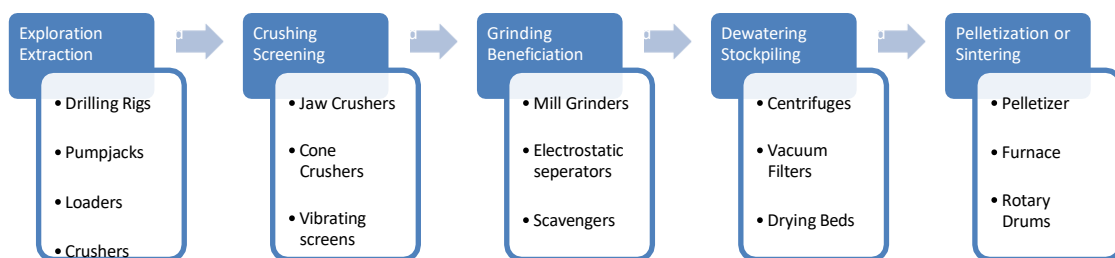 Exploration
Extraction
• Drilling Rigs
• Pumpjacks
• Loaders
• Crushers
Crushing
Screening
• Jaw Crushers
• Cone
Crushers
• Vibrating
screens
Grinding
Beneficiation
• Mill Grinders
• Electrostatic
seperators
• Scavengers
Dewatering
Stockpiling
• Centrifuges
• Vacuum
Filters
• Drying Beds
Pelletization or
Sintering
• Pelletizer
• Furnace
• Rotary
Drums